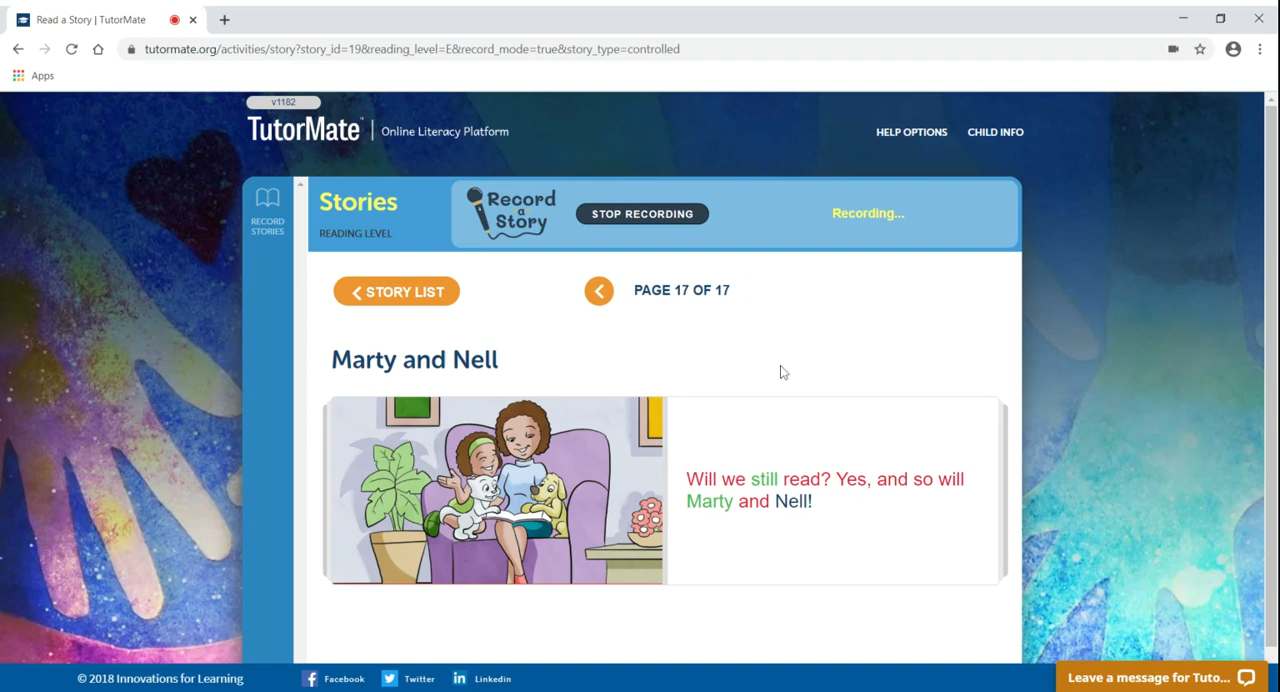 Read a Story | TutorMate
tutormate.org/activities/story?story_id=19&reading_level=E&record_mode=true&story_type=controlled
Apps
v1182
TutorMate | Online Literacy Platform
HELP OPTIONS CHILD INFO
RECORD
STORIES
Stories
READING LEVEL
Record
a
Story
STOP RECORDING
Recording...
STORY LIST
PAGE 17 OF 17
Marty and Nell
Will we still read? Yes, and so will
Marty and Nell!
© 2018 Innovations for Learning
Facebook
Twitter
Linkedin
Leave a message for Tuto...